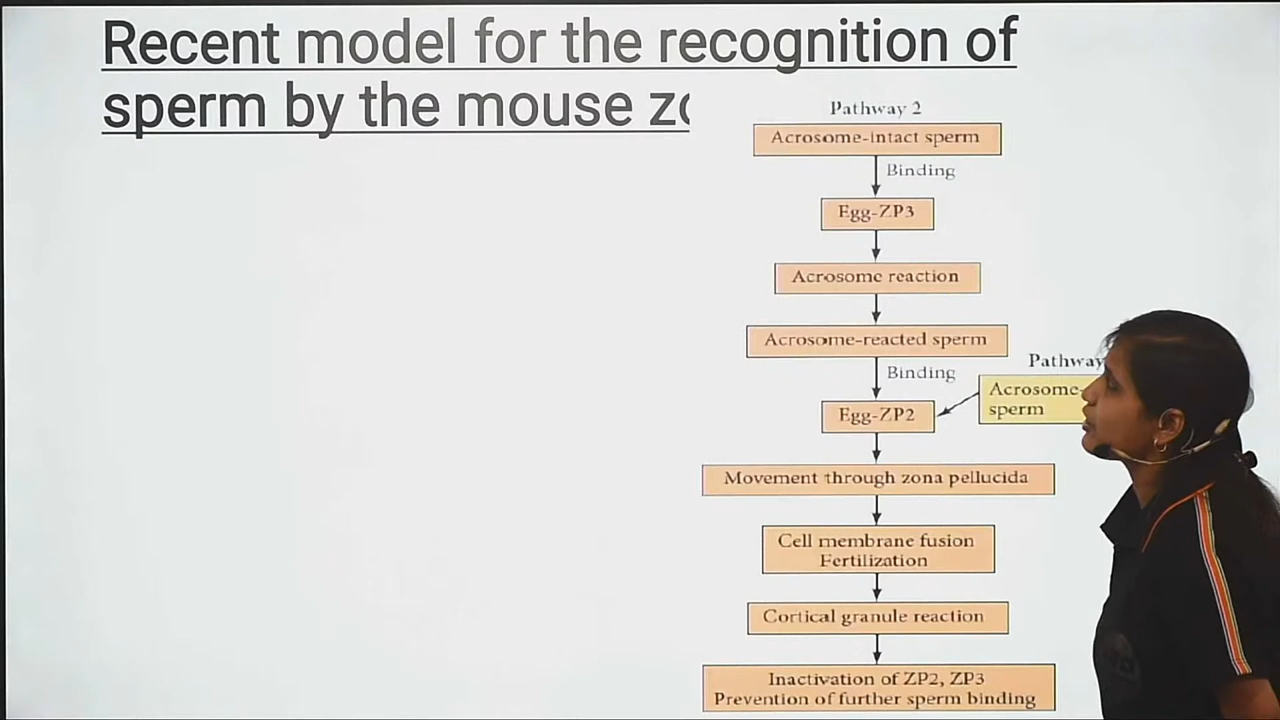 Recent model for the recognition of
sperm by the mouse
Pathway 2
Acrosome-intact sperm
Binding
Egg-ZP3
Acrosome reaction
Acrosome-reacted sperm
Binding
Pathway
Acrosome-
sperm
Egg-ZP2
Movement through zona pellucida
Cell membrane fusion
Fertilization
Cortical granule reaction
Inactivation of ZP2, ZP3
Prevention of further sperm binding